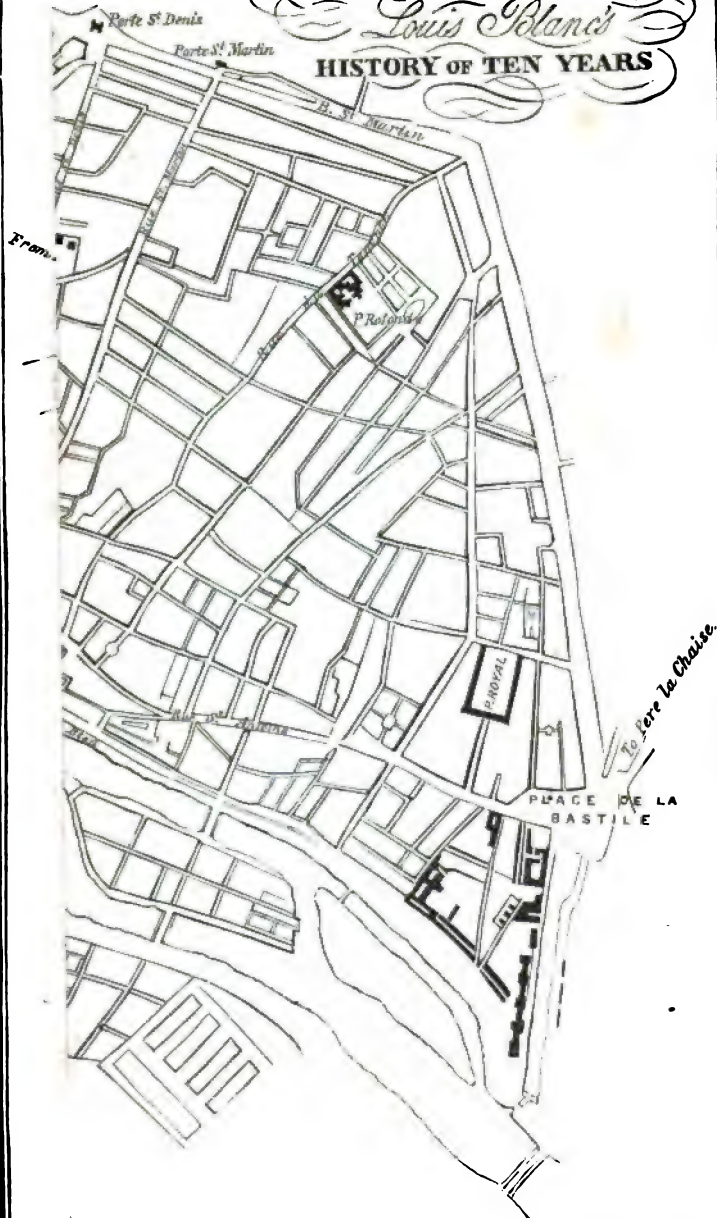 Louis Blanc's
HISTORY OF TEN YEARS
Porte St. Denis
Porte St. Martin
B. St. Martin
From
P Rotonde
P. ROYAL
To Pere la Chaise.
PLACE DE LA
BASTILE